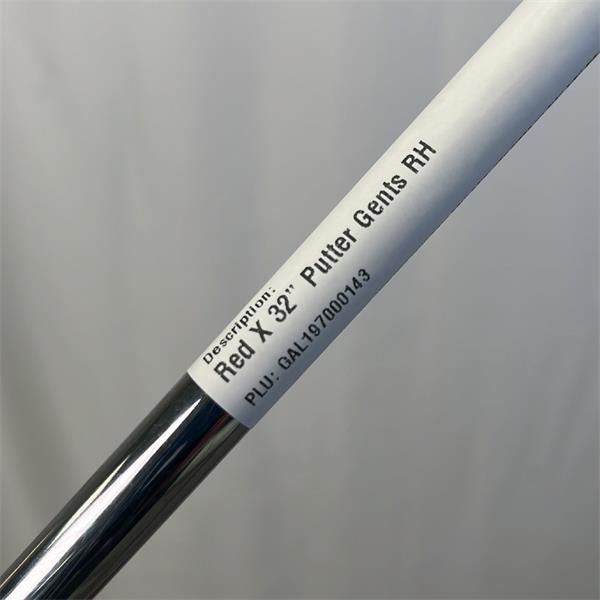 Description:
Red X 32" Putter Gents RH
PLU: GAL197000143